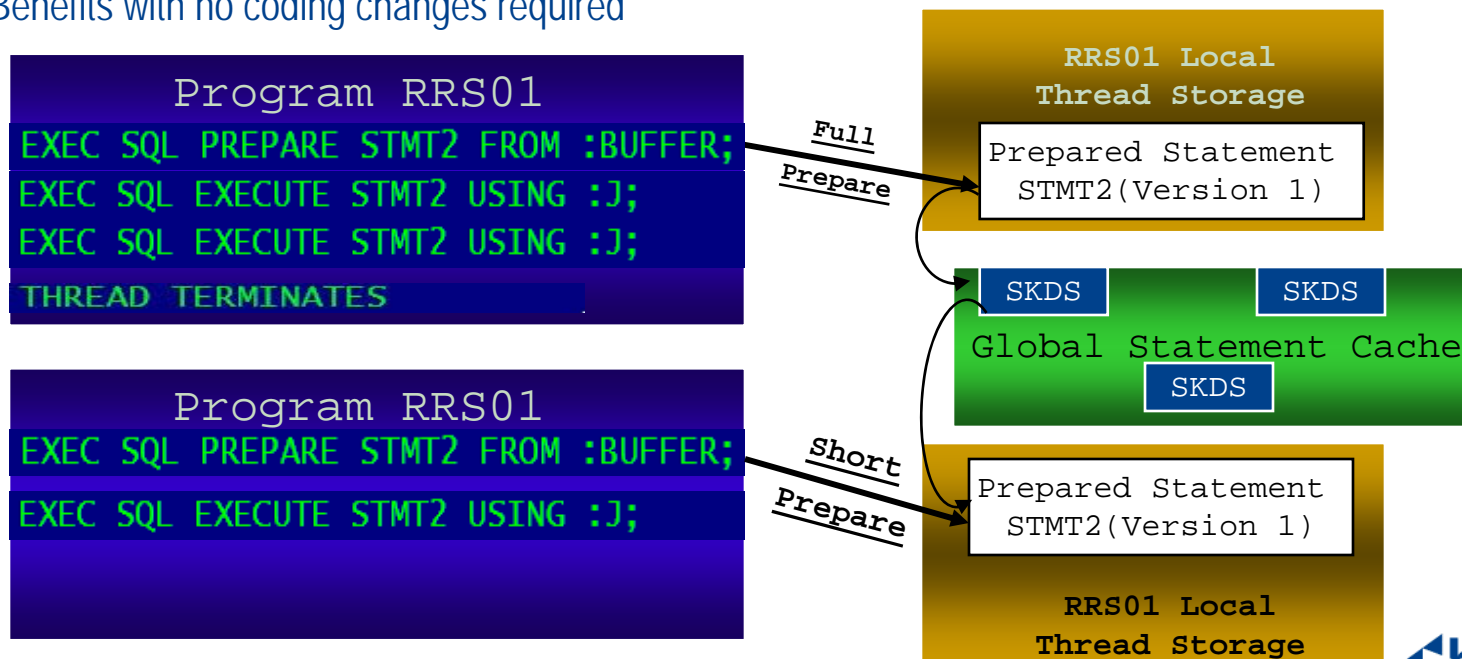 Benefits with no coding changes required
Program RRS01
EXEC SQL PREPARE STMT2 FROM :BUFFER;
EXEC SQL EXECUTE STMT2 USING :J;
EXEC SQL EXECUTE STMT2 USING :J;
THREAD TERMINATES
Full
Prepare
RRS01 Local
Thread Storage
Prepared Statement
STMT2(Version 1)
SKDS
SKDS
Global Statement Cache
SKDS
Program RRS01
EXEC SQL PREPARE STMT2 FROM :BUFFER;
EXEC SQL EXECUTE STMT2 USING :J;
Short
Prepare
Prepared Statement
STMT2(Version 1)
RRS01 Local
Thread Storage